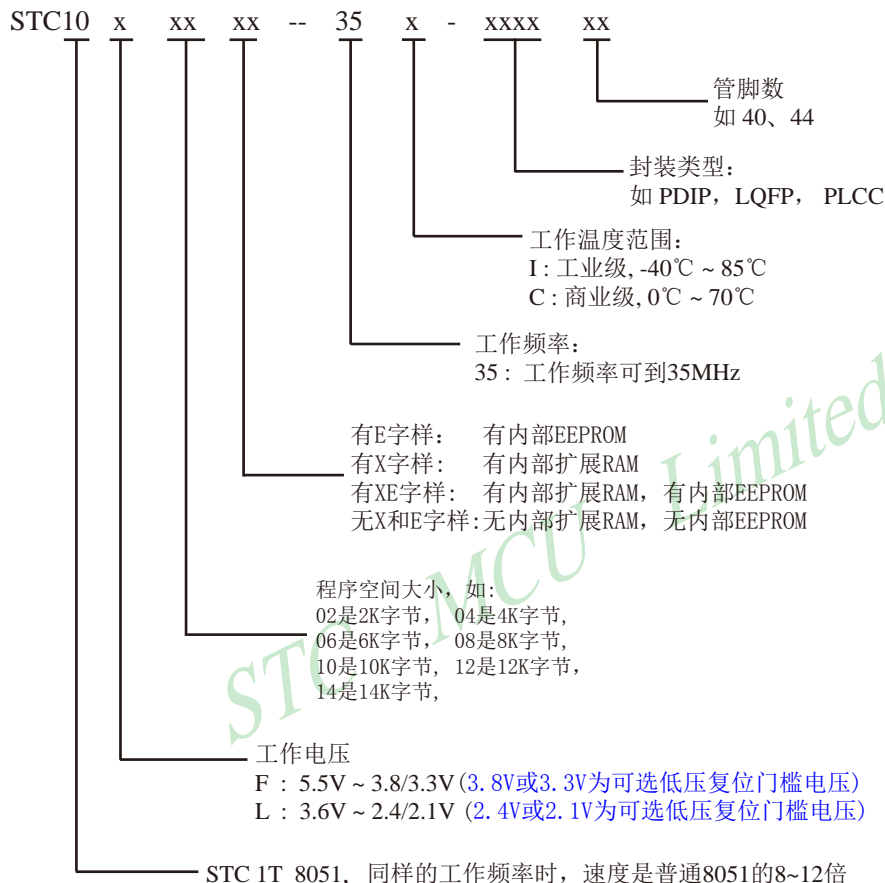 STC10 x xx xx -- 35 x - xxxx xx
管脚数
如 40、44
封装类型：
如 PDIP， LQFP， PLCC
工作温度范围：
I : 工业级, -40℃ ~ 85℃
C : 商业级, 0℃ ~ 70℃
工作频率：
35 : 工作频率可到35MHz
有E字样： 有内部EEPROM
有X字样: 有内部扩展RAM
有XE字样: 有内部扩展RAM, 有内部EEPROM
无X和E字样:无内部扩展RAM, 无内部EEPROM
程序空间大小, 如:
02是2K字节， 04是4K字节,
06是6K字节， 08是8K字节,
10是10K字节, 12是12K字节，
14是14K字节,
工作电压
F : 5.5V ~ 3.8/3.3V (3.8V或3.3V为可选低压复位门槛电压)
L : 3.6V ~ 2.4/2.1V (2.4V或2.1V为可选低压复位门槛电压)
STC 1T 8051, 同样的工作频率时，速度是普通8051的8~12倍
STC MCU Limited